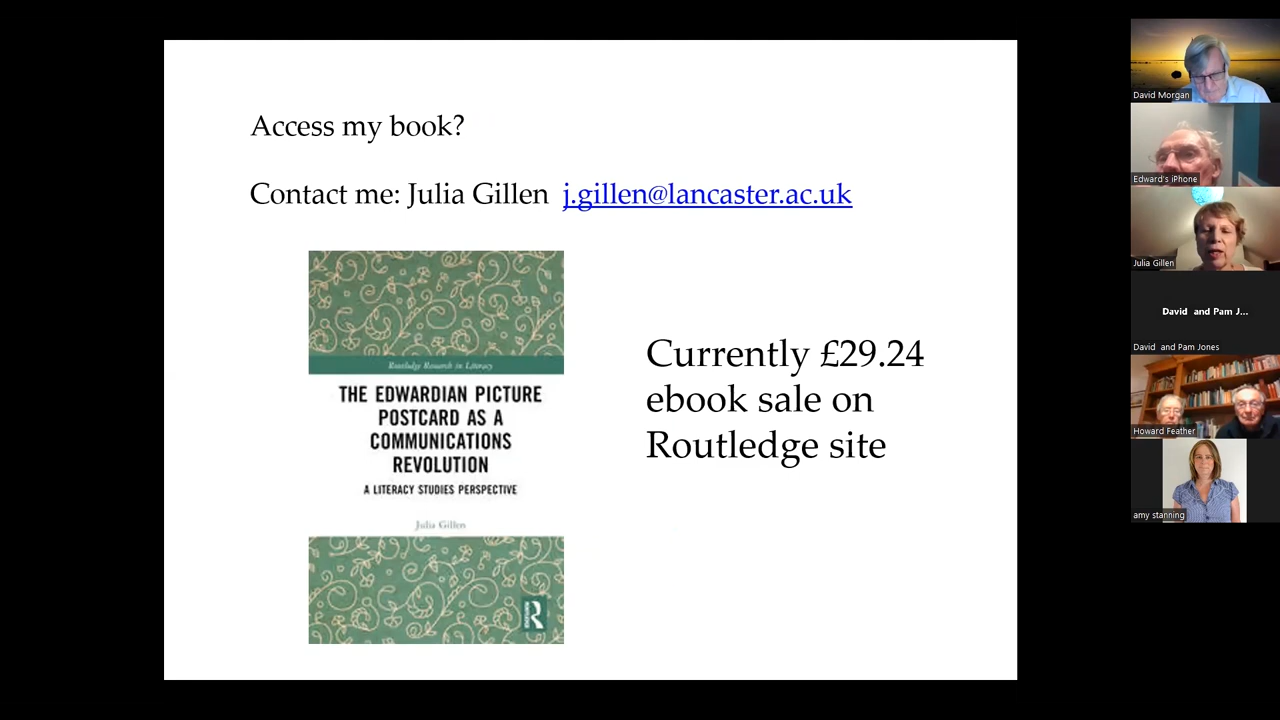 Access my book?
Contact me: Julia Gillen j.gillen@lancaster.ac.uk
Routledge Research in Literacy
THE EDWARDIAN PICTURE
POSTCARD AS A
COMMUNICATIONS
REVOLUTION
A LITERACY STUDIES PERSPECTIVE
Julia Gillen
R
ROUTLEDGE
Currently £29.24
ebook sale on
Routledge site
David Morgan
Edward's iPhone
Julia Gillen
David and Pam J...
David and Pam Jones
Howard Feather
amy stanning